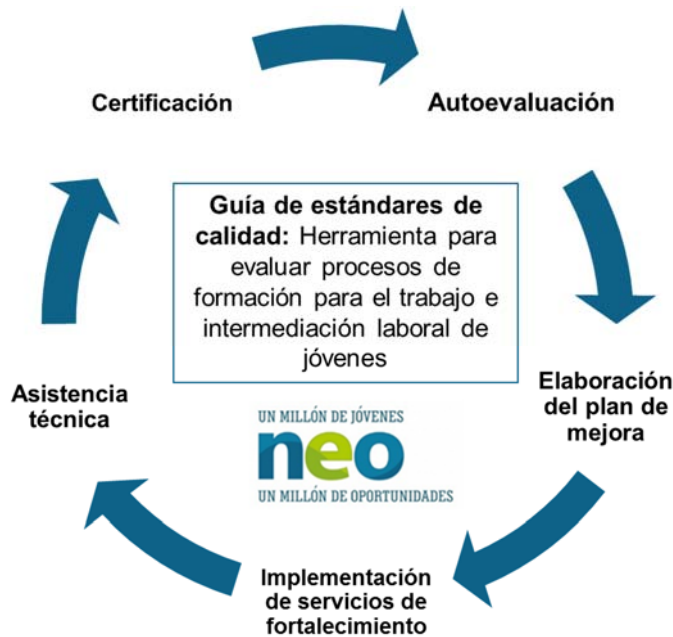 Certificación
Autoevaluación
Guía de estándares de
calidad: Herramienta para
evaluar procesos de
formación para el trabajo e
intermediación laboral de
jóvenes
Elaboración
del plan de
mejora
Asistencia
técnica
UN MILLÓN DE JÓVENES
neo
UN MILLÓN DE OPORTUNIDADES
Implementación
de servicios de
fortalecimiento